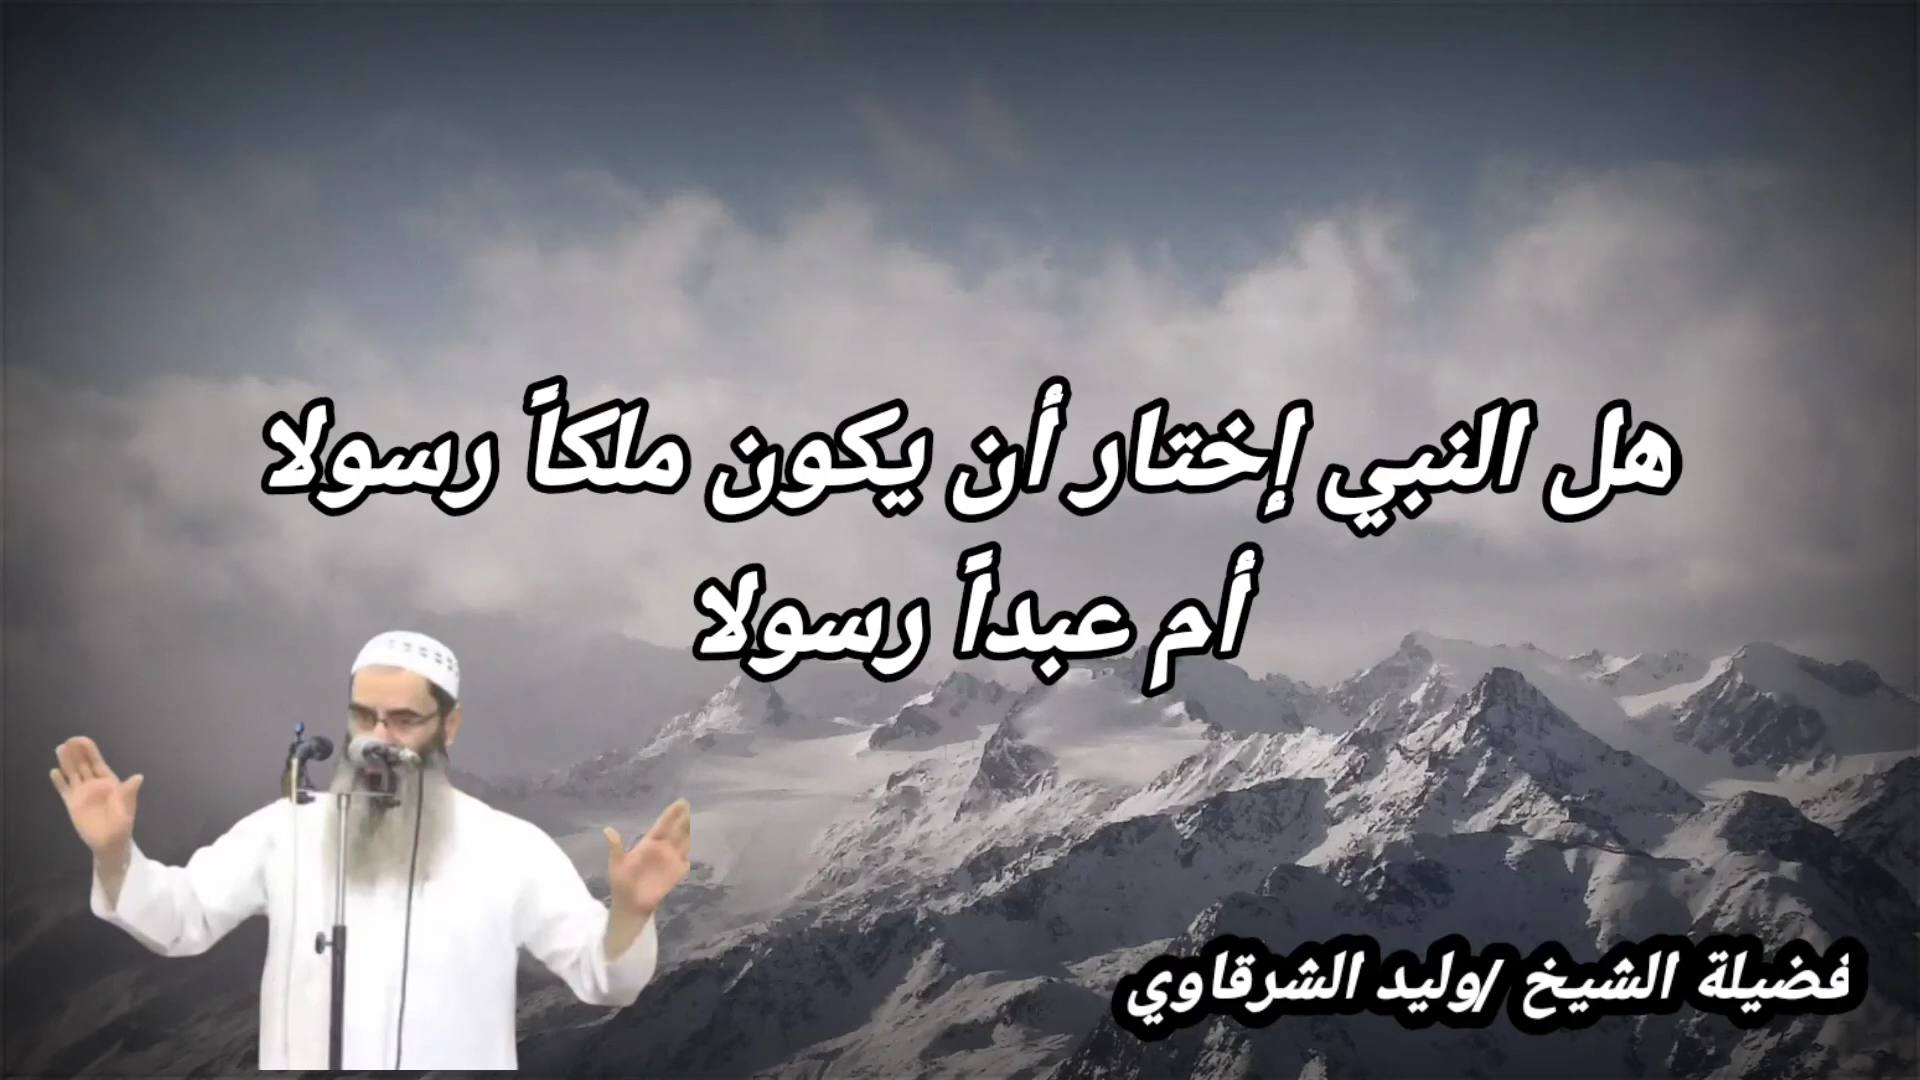 هل النبي إختار أن يكون ملكاً رسولا
أم عبداً رسولا
فضيلة الشيخ /وليد الشرقاوي